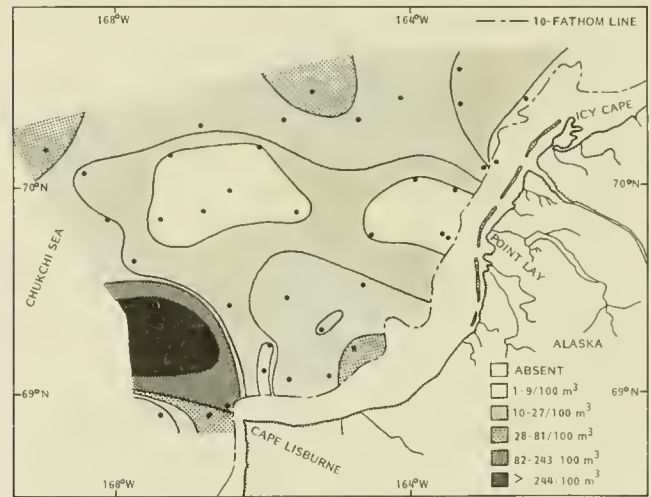 168°W
164°W
10-FATHOM LINE
ICY CAPE
70°N
70°N
POINT LAY
CHUKCHI SEA
ALASKA
ABSENT
1-9/100 m³
10-27/100 m³
28-81/100 m³
82-243 100 m³
> 244/100 m³
69°N
69°N
CAPE LISBURNE
168°W
164°W